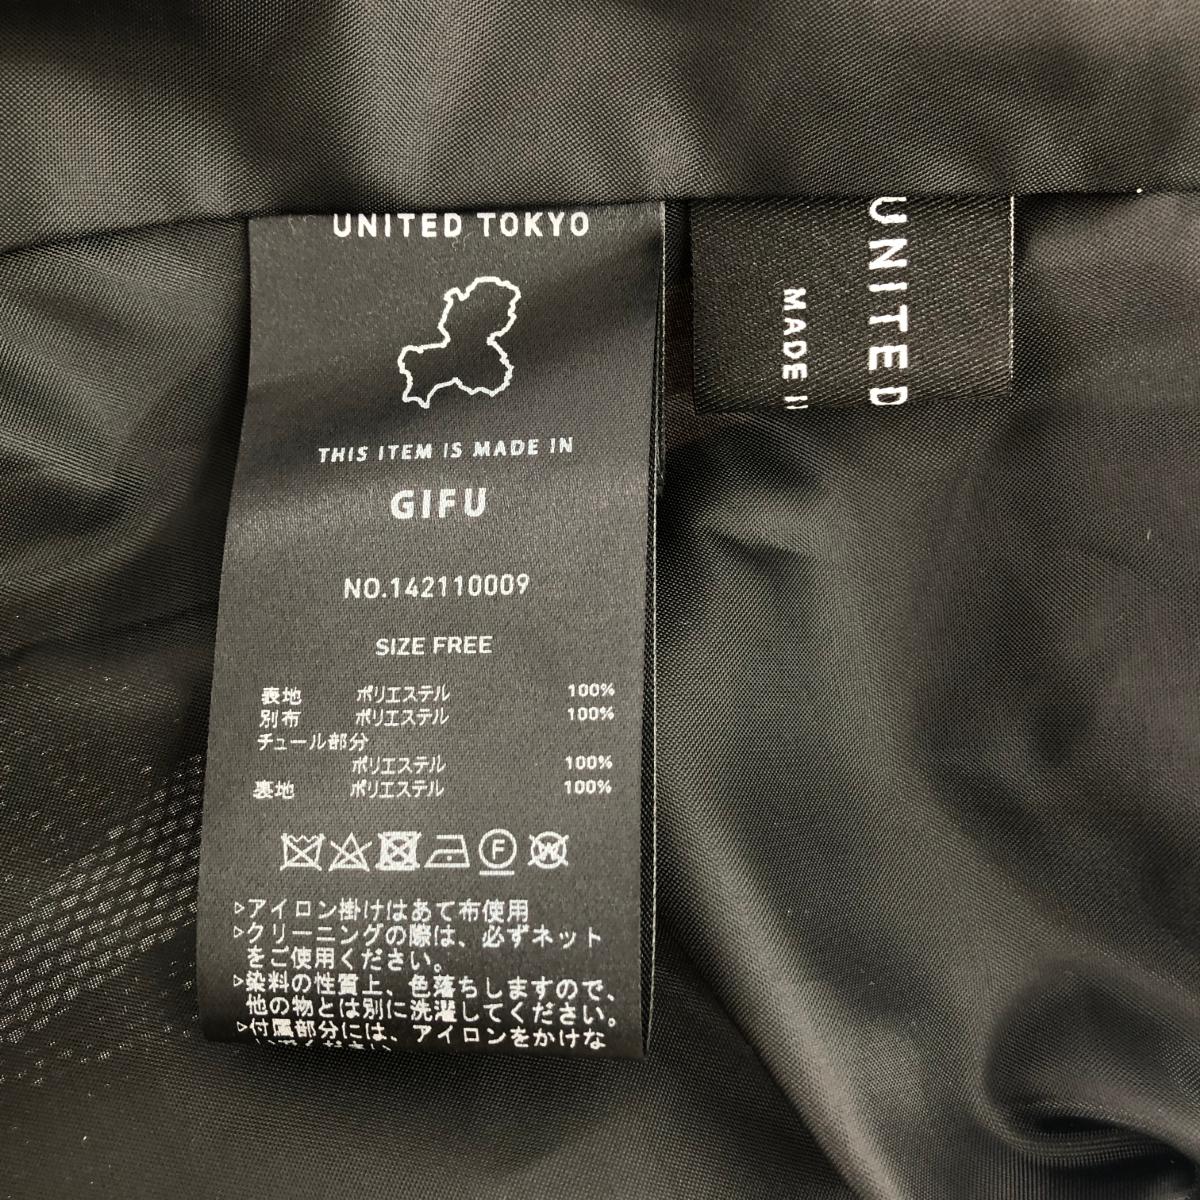 UNITED TOKYO
THIS ITEM IS MADE IN
GIFU
NO.142110009
SIZE FREE
表地 ポリエステル 100%
別布 ポリエステル 100%
チュール部分
ポリエステル 100%
裏地 ポリエステル 100%
F W
▷アイロン掛けはあて布使用
▷クリーニングの際は、必ずネット
をご使用ください。
▷染料の性質上、色落ちしますので、
他の物とは別に洗濯してください。
▷付属部分には、アイロンをかけな
UNITED
MADE